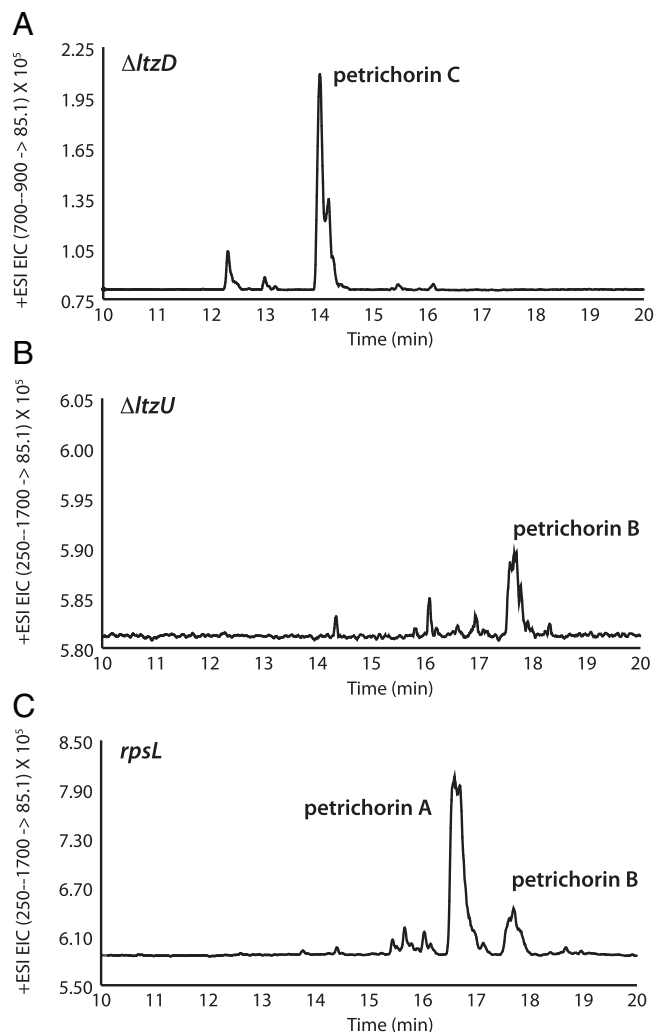 A
+ESI EIC (700--900 -> 85.1) X 10⁵
2.25
1.95
1.65
1.35
1.05
0.75
ΔltzD
petrichorin C
10 11 12 13 14 15 16 17 18 19 20
Time (min)
B
+ESI EIC (250--1700 -> 85.1) X 10⁵
6.05
6.00
5.95
5.90
5.85
5.80
ΔltzU
petrichorin B
10 11 12 13 14 15 16 17 18 19 20
Time (min)
C
+ESI EIC (250--1700 -> 85.1) X 10⁵
8.50
7.90
7.30
6.70
6.10
5.50
rpsL
petrichorin A
petrichorin B
10 11 12 13 14 15 16 17 18 19 20
Time (min)